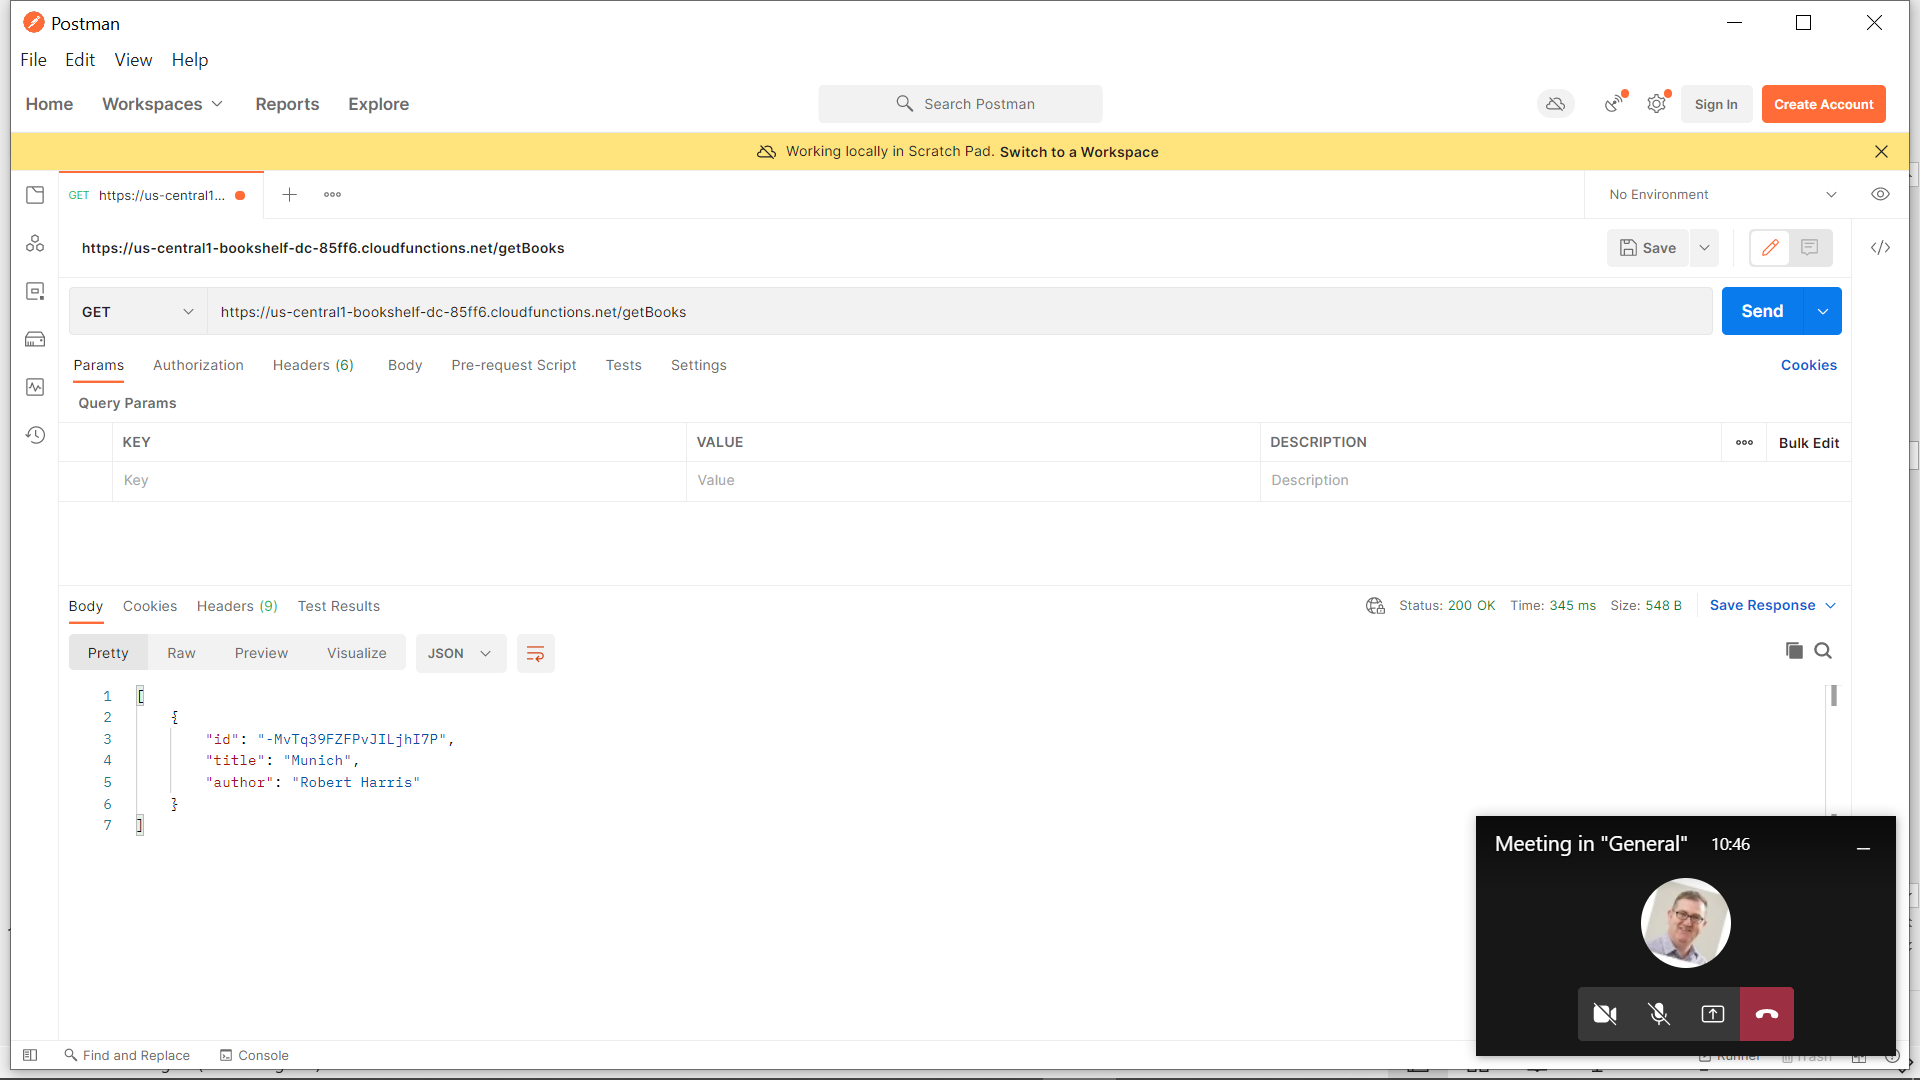 Postman
File Edit View Help
Home Workspaces Reports Explore Search Postman Sign In Create Account
Working locally in Scratch Pad. Switch to a Workspace
GET https://us-central1... No Environment
https://us-central1-bookshelf-dc-85ff6.cloudfunctions.net/getBooks Save
GET https://us-central1-bookshelf-dc-85ff6.cloudfunctions.net/getBooks Send
Params Authorization Headers (6) Body Pre-request Script Tests Settings Cookies
Query Params
KEY VALUE DESCRIPTION Bulk Edit
Key Value Description
Body Cookies Headers (9) Test Results Status: 200 OK Time: 345 ms Size: 548 B Save Response
Pretty Raw Preview Visualize JSON
1 [
2 {
3 "id": "-MvTq39FZFPvJILjhI7P",
4 "title": "Munich",
5 "author": "Robert Harris"
6 }
7 ]
Meeting in "General" 10:46
Find and Replace Console Runner Trash